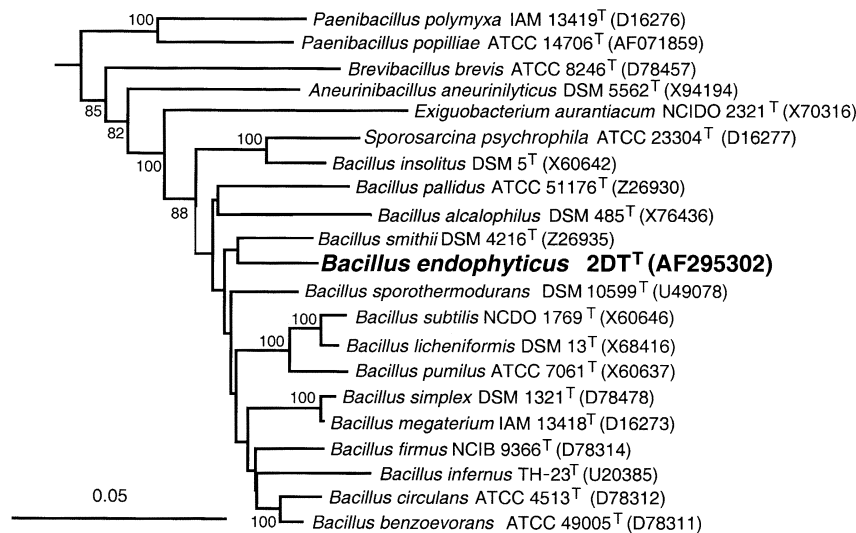 100 Paenibacillus polymyxa IAM 13419T (D16276)
Paenibacillus popilliae ATCC 14706T (AF071859)
Brevibacillus brevis ATCC 8246T (D78457)
Aneurinibacillus aneurinilyticus DSM 5562T (X94194)
85
Exiguobacterium aurantiacum NCIDO 2321T (X70316)
82
100 Sporosarcina psychrophila ATCC 23304T (D16277)
100 Bacillus insolitus DSM 5T (X60642)
Bacillus pallidus ATCC 51176T (Z26930)
88 Bacillus alcalophilus DSM 485T (X76436)
Bacillus smithii DSM 4216T (Z26935)
Bacillus endophyticus 2DTT (AF295302)
Bacillus sporothermodurans DSM 10599T (U49078)
100 Bacillus subtilis NCDO 1769T (X60646)
100 Bacillus licheniformis DSM 13T (X68416)
Bacillus pumilus ATCC 7061T (X60637)
100 Bacillus simplex DSM 1321T (D78478)
Bacillus megaterium IAM 13418T (D16273)
Bacillus firmus NCIB 9366T (D78314)
Bacillus infernus TH-23T (U20385)
0.05 Bacillus circulans ATCC 4513T (D78312)
100 Bacillus benzoevorans ATCC 49005T (D78311)